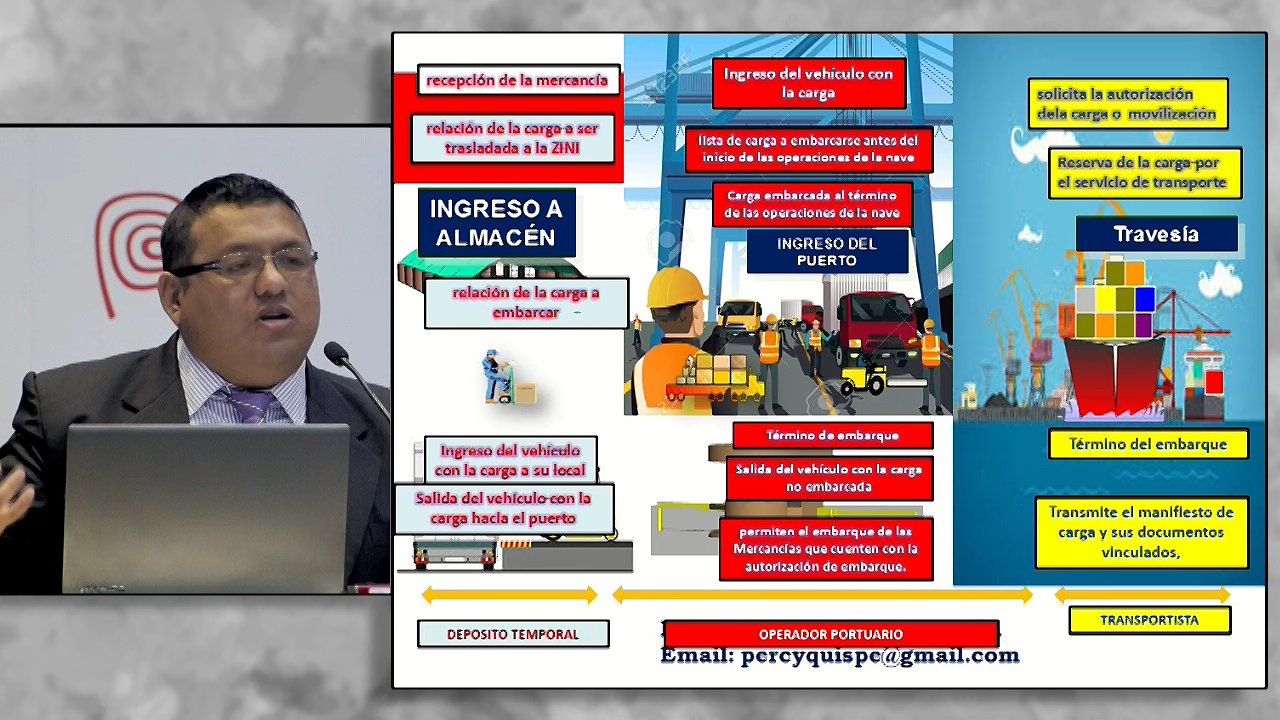 recepción de la mercancía
relación de la carga a ser
trasladada a la ZINI
INGRESO A
ALMACÉN
relación de la carga a
embarcar
Ingreso del vehículo
con la carga a su local
Salida del vehículo con la
carga hacia el puerto
DEPOSITO TEMPORAL
Ingreso del vehículo con
la carga
lista de carga a embarcarse antes del
inicio de las operaciones de la nave
Carga embarcada al término
de las operaciones de la nave
INGRESO DEL
PUERTO
Término de embarque
Salida del vehículo con la carga
no embarcada
permiten el embarque de las
Mercancías que cuenten con la
autorización de embarque.
OPERADOR PORTUARIO
Email: percyquispe@gmail.com
solicita la autorización
dela carga o movilización
Reserva de la carga por
el servicio de transporte
Travesía
Término del embarque
Transmite el manifiesto de
carga y sus documentos
vinculados,
TRANSPORTISTA